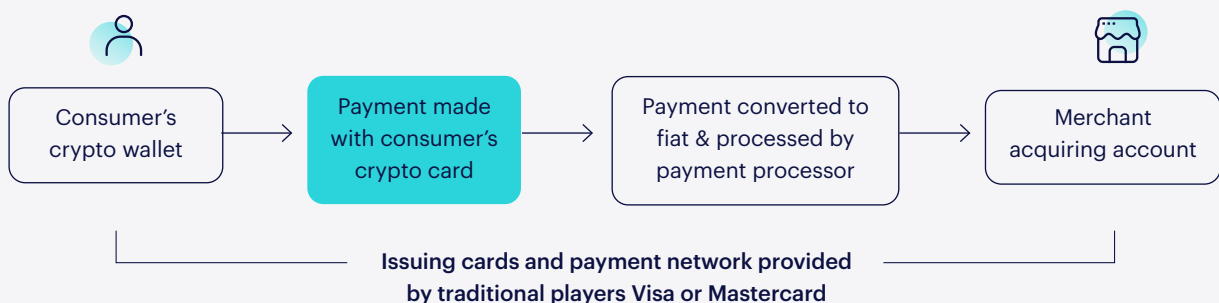 Consumer’s
crypto wallet
Payment made
with consumer’s
crypto card
Payment converted to
fiat & processed by
payment processor
Merchant
acquiring account
Issuing cards and payment network provided
by traditional players Visa or Mastercard